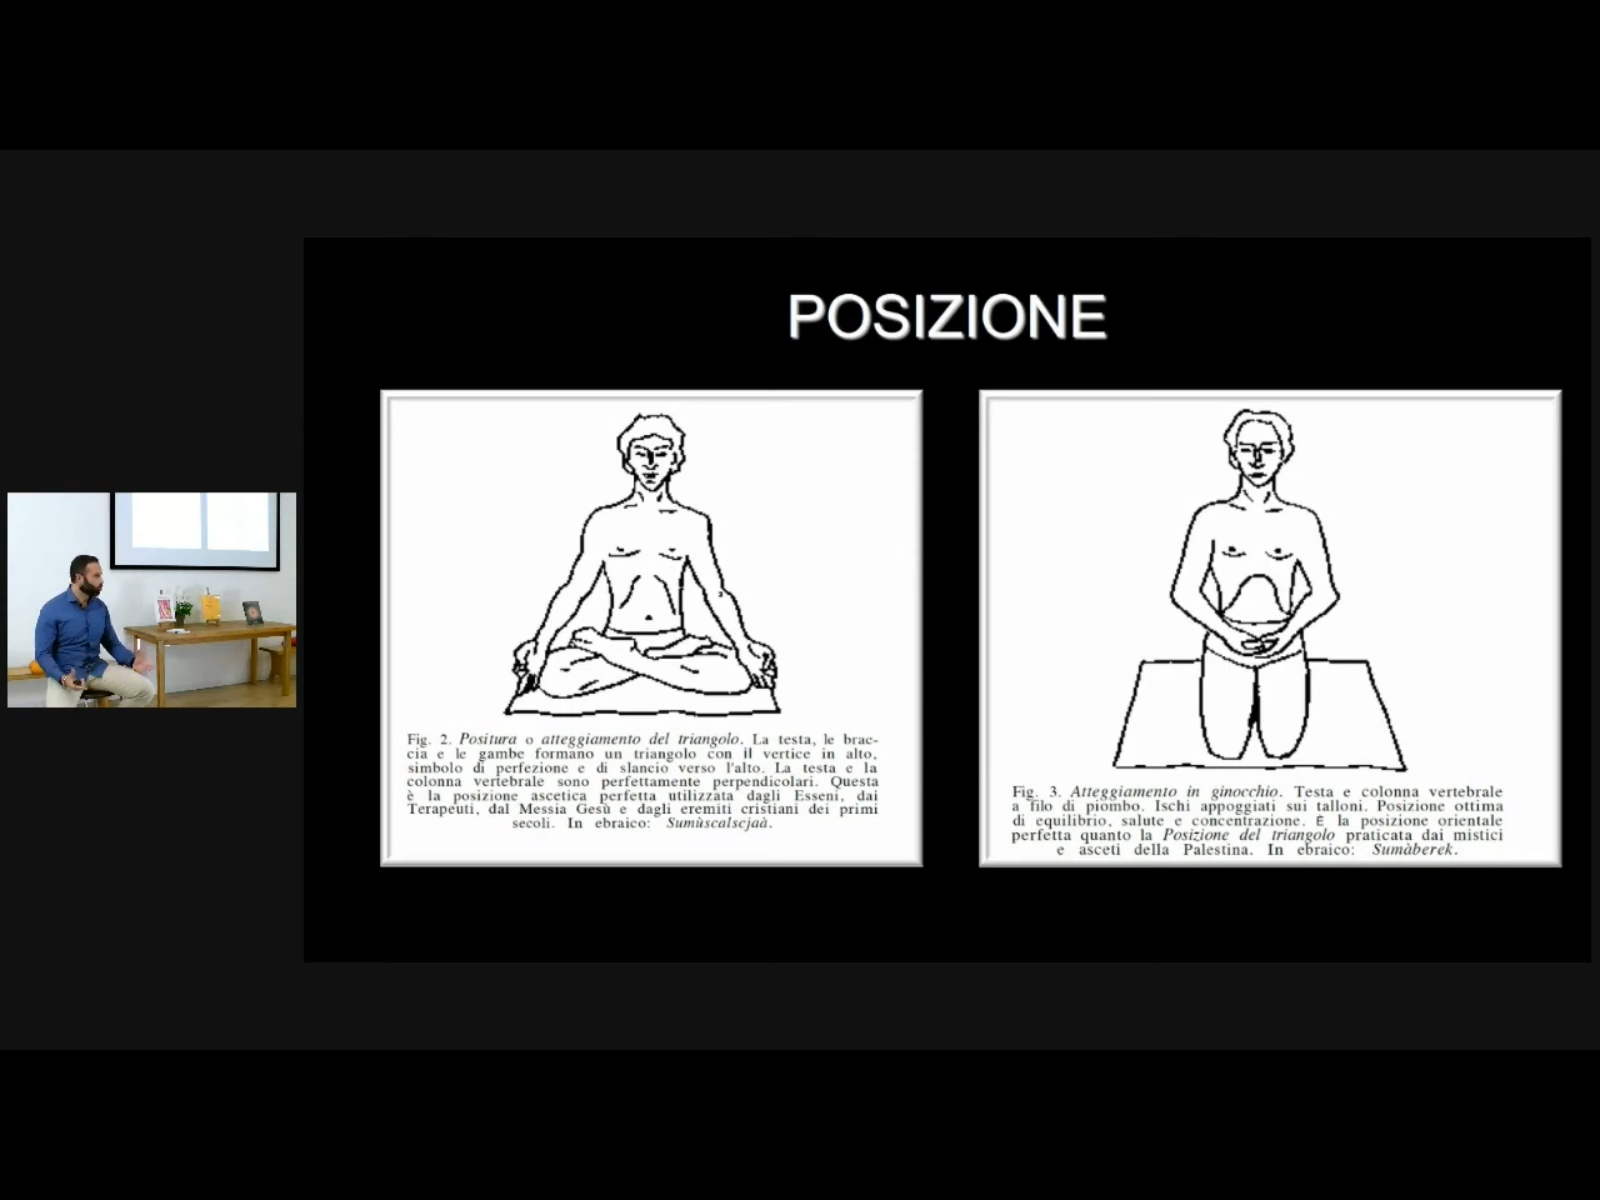 POSIZIONE
Fig. 2. Positura o atteggiamento del triangolo. La testa, le brac-
cia e le gambe formano un triangolo con il vertice in alto,
simbolo di perfezione e di slancio verso l'alto. La testa e la
colonna vertebrale sono perfettamente perpendicolari. Questa
è la posizione ascetica perfetta utilizzata dagli Esseni, dai
Terapeuti, dal Messia Gesù e dagli eremiti cristiani dei primi
secoli. In ebraico: Sumùscalscjaà.
Fig. 3. Atteggiamento in ginocchio. Testa e colonna vertebrale
a filo di piombo. Ischi appoggiati sui talloni. Posizione ottima
di equilibrio, salute e concentrazione. È la posizione orientale
perfetta quanto la Posizione del triangolo praticata dai mistici
e asceti della Palestina. In ebraico: Sumàberek.